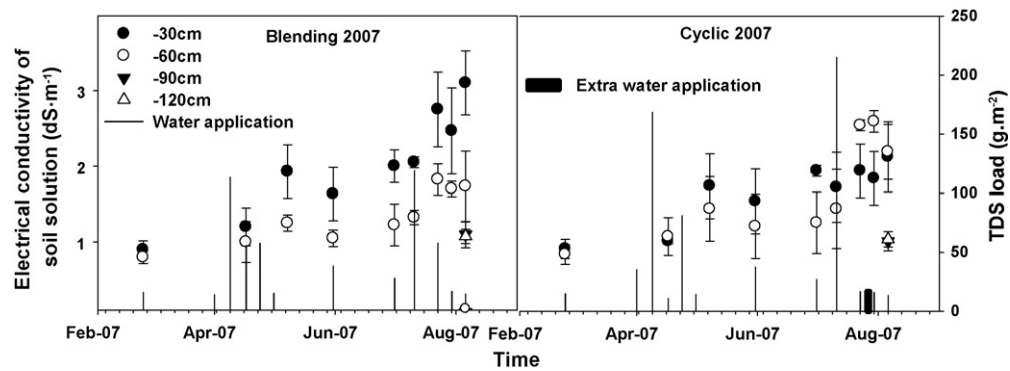 Blending 2007
-30cm
-60cm
-90cm
-120cm
Water application
Electrical conductivity of
soil solution (dS·m⁻¹)
3
2
1
Feb-07
Apr-07
Jun-07
Aug-07
Cyclic 2007
Extra water application
Feb-07
Apr-07
Jun-07
Aug-07
250
200
150
100
50
0
TDS load (g.m⁻²)
Time